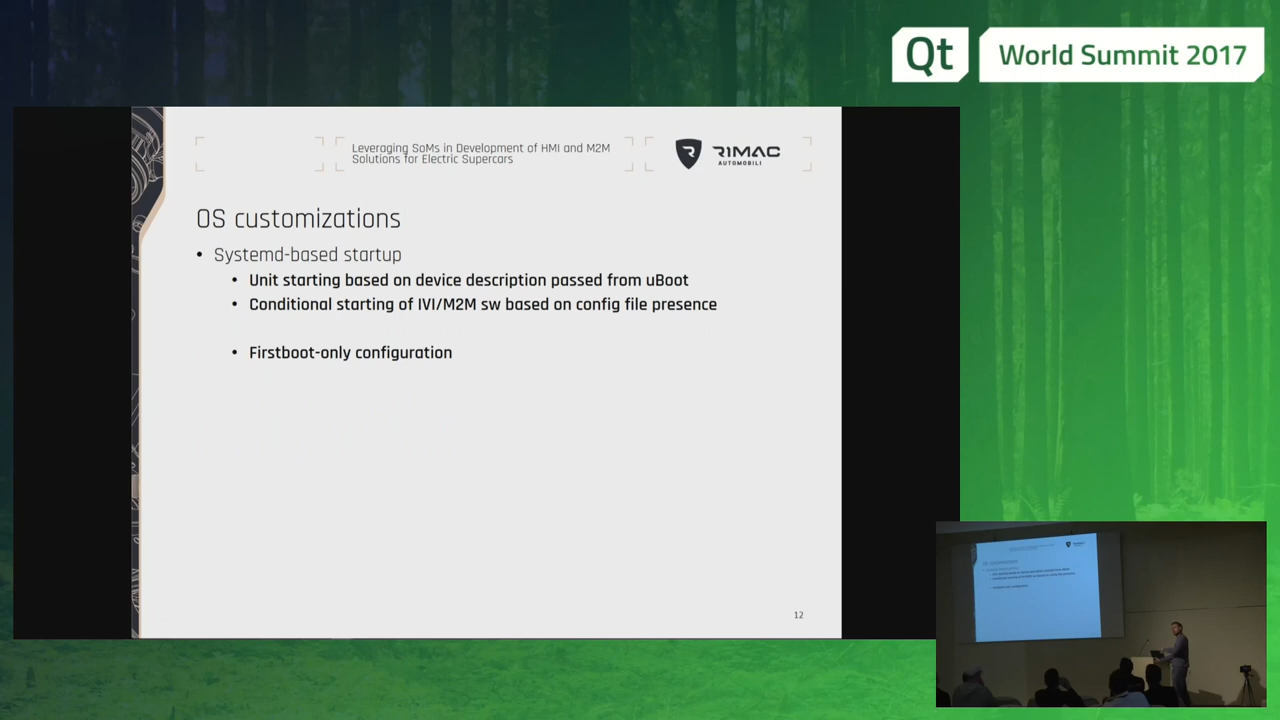 Qt World Summit 2017
Leveraging SoMs in Development of HMI and M2M
Solutions for Electric Supercars
RIMAC
AUTOMOBILI
OS customizations
• Systemd-based startup
• Unit starting based on device description passed from uBoot
• Conditional starting of IVI/M2M sw based on config file presence
• Firstboot-only configuration
12